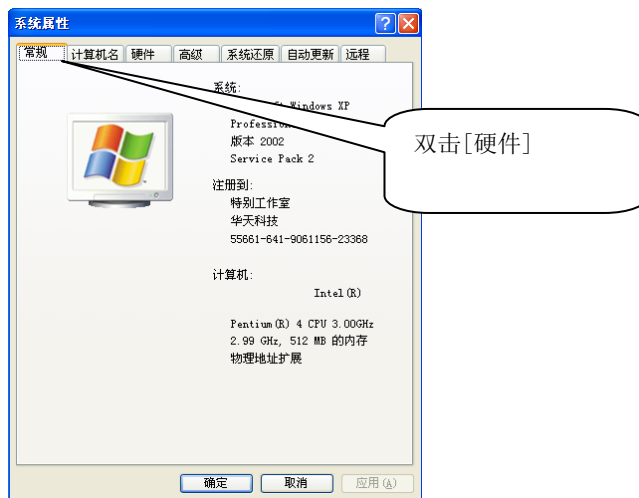 系统属性
常规 计算机名 硬件 高级 系统还原 自动更新 远程
系统:
Windows XP
版本 2002
Service Pack 2
双击[硬件]
注册到:
特别工作室
华天科技
55661-641-9061156-23368
计算机:
Intel(R)
Pentium(R) 4 CPU 3.00GHz
2.99 GHz, 512 MB 的内存
物理地址扩展
确定 取消 应用(A)